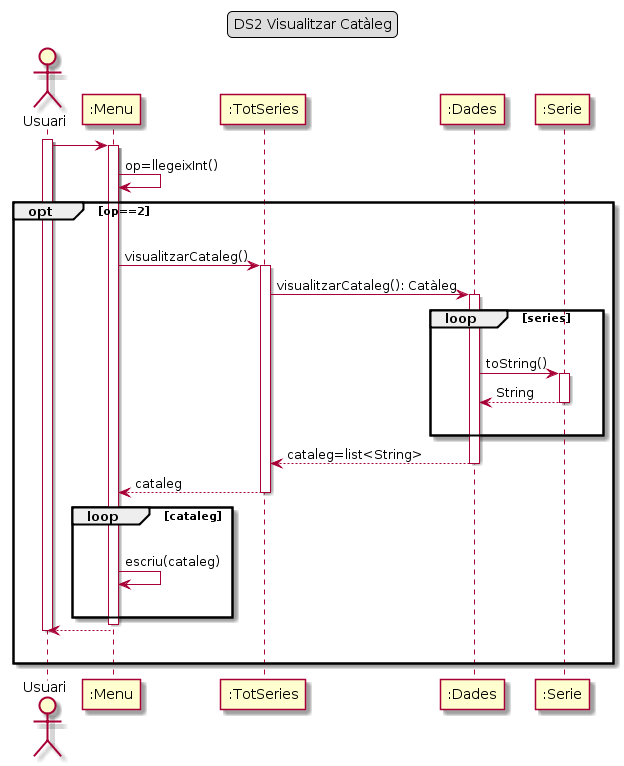 DS2 Visualitzar Catàleg
Usuari
:Menu
:TotSeries
:Dades
:Serie
op=llegeixInt()
opt
[op==2]
visualitzarCataleg()
visualitzarCataleg(): Catàleg
loop
[series]
toString()
String
cataleg=list<String>
cataleg
loop
[cataleg]
escriu(cataleg)
Usuari
:Menu
:TotSeries
:Dades
:Serie